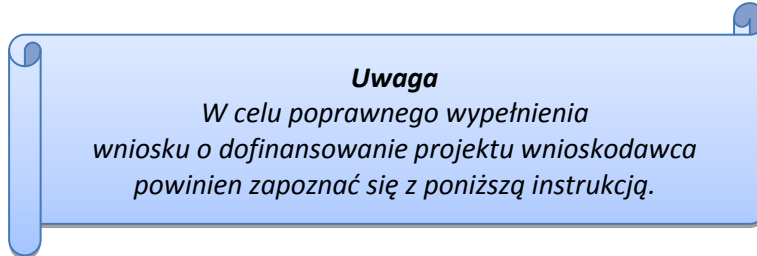 Uwaga
W celu poprawnego wypełnienia
wniosku o dofinansowanie projektu wnioskodawca
powinien zapoznać się z poniższą instrukcją.